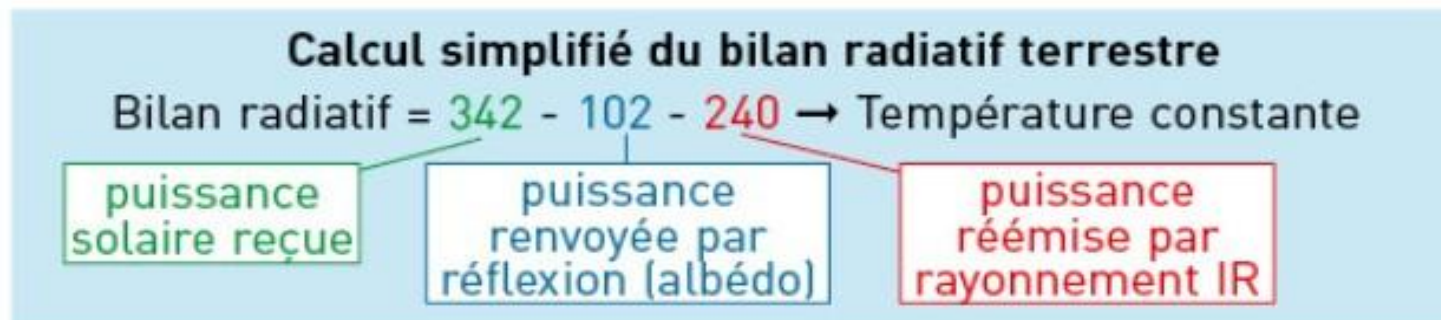 Calcul simplifié du bilan radiatif terrestre
Bilan radiatif = 342 - 102 - 240 → Température constante
puissance
solaire reçue
puissance
renvoyée par
réflexion (albédo)
puissance
réémise par
rayonnement IR